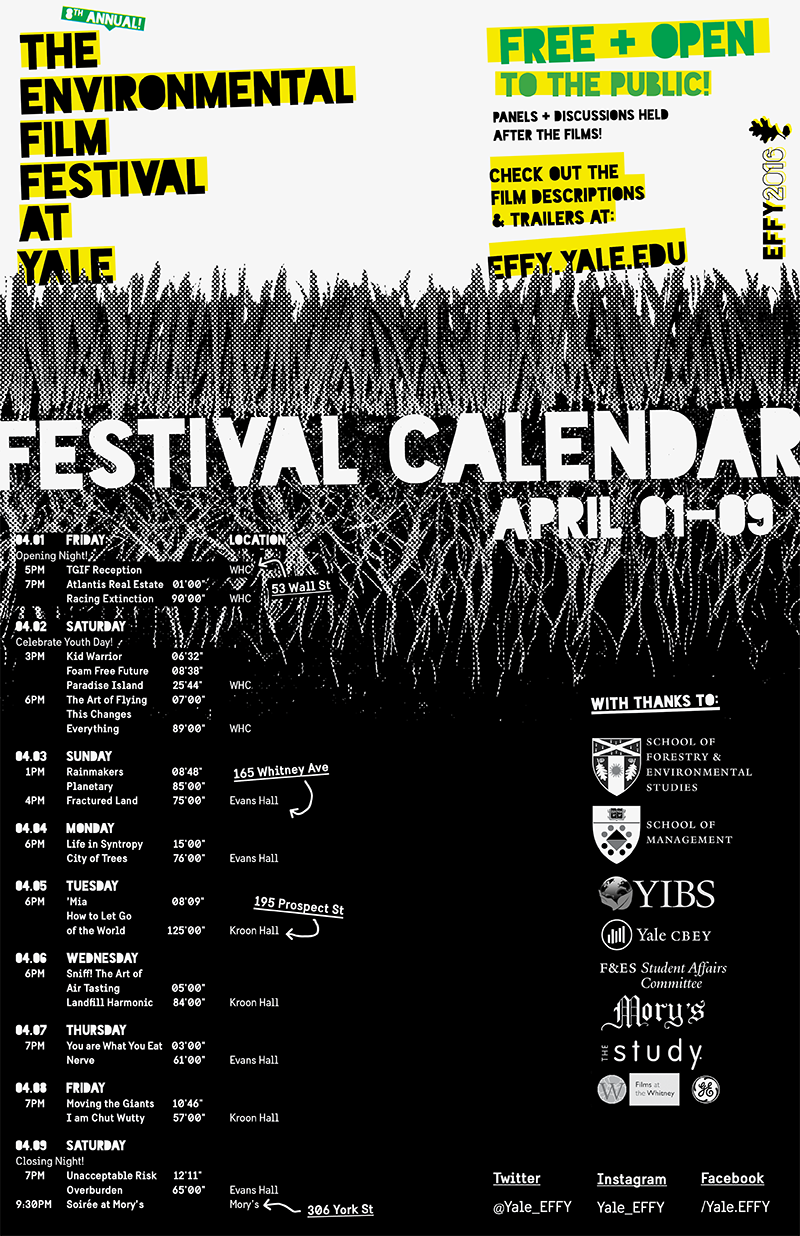 8TH ANNUAL!
THE
ENVIRONMENTAL
FILM
FESTIVAL
AT
YALE
FREE + OPEN
TO THE PUBLIC!
PANELS + DISCUSSIONS HELD
AFTER THE FILMS!
CHECK OUT THE
FILM DESCRIPTIONS
& TRAILERS AT:
EFFY.YALE.EDU
EFFY2016
FESTIVAL CALENDAR
APRIL 01-09
04.01 FRIDAY LOCATION
Opening Night!
5PM TGIF Reception WHC
7PM Atlantis Real Estate 01'00"
Racing Extinction 90'00" WHC
53 Wall St
04.02 SATURDAY
Celebrate Youth Day!
3PM Kid Warrior 06'32"
Foam Free Future 08'38"
Paradise Island 25'44" WHC
6PM The Art of Flying 07'00"
This Changes
Everything 89'00" WHC
04.03 SUNDAY
1PM Rainmakers 08'48"
Planetary 85'00"
4PM Fractured Land 75'00" Evans Hall
165 Whitney Ave
04.04 MONDAY
6PM Life in Syntropy 15'00"
City of Trees 76'00" Evans Hall
04.05 TUESDAY
6PM 'Mia 08'09"
How to Let Go
of the World 125'00" Kroon Hall
195 Prospect St
04.06 WEDNESDAY
6PM Sniff! The Art of
Air Tasting 05'00"
Landfill Harmonic 84'00" Kroon Hall
04.07 THURSDAY
7PM You are What You Eat 03'00"
Nerve 61'00" Evans Hall
04.08 FRIDAY
7PM Moving the Giants 10'46"
I am Chut Wutty 57'00" Kroon Hall
04.09 SATURDAY
Closing Night!
7PM Unacceptable Risk 12'11"
Overburden 65'00" Evans Hall
9:30PM Soirée at Mory's Mory's
306 York St
WITH THANKS TO:
SCHOOL OF
FORESTRY &
ENVIRONMENTAL
STUDIES
SCHOOL OF
MANAGEMENT
YIBS
Yale CBEY
F&ES Student Affairs
Committee
Mory's
THE study
W Films at
the Whitney
GE
Twitter Instagram Facebook
@Yale_EFFY Yale_EFFY /Yale.EFFY